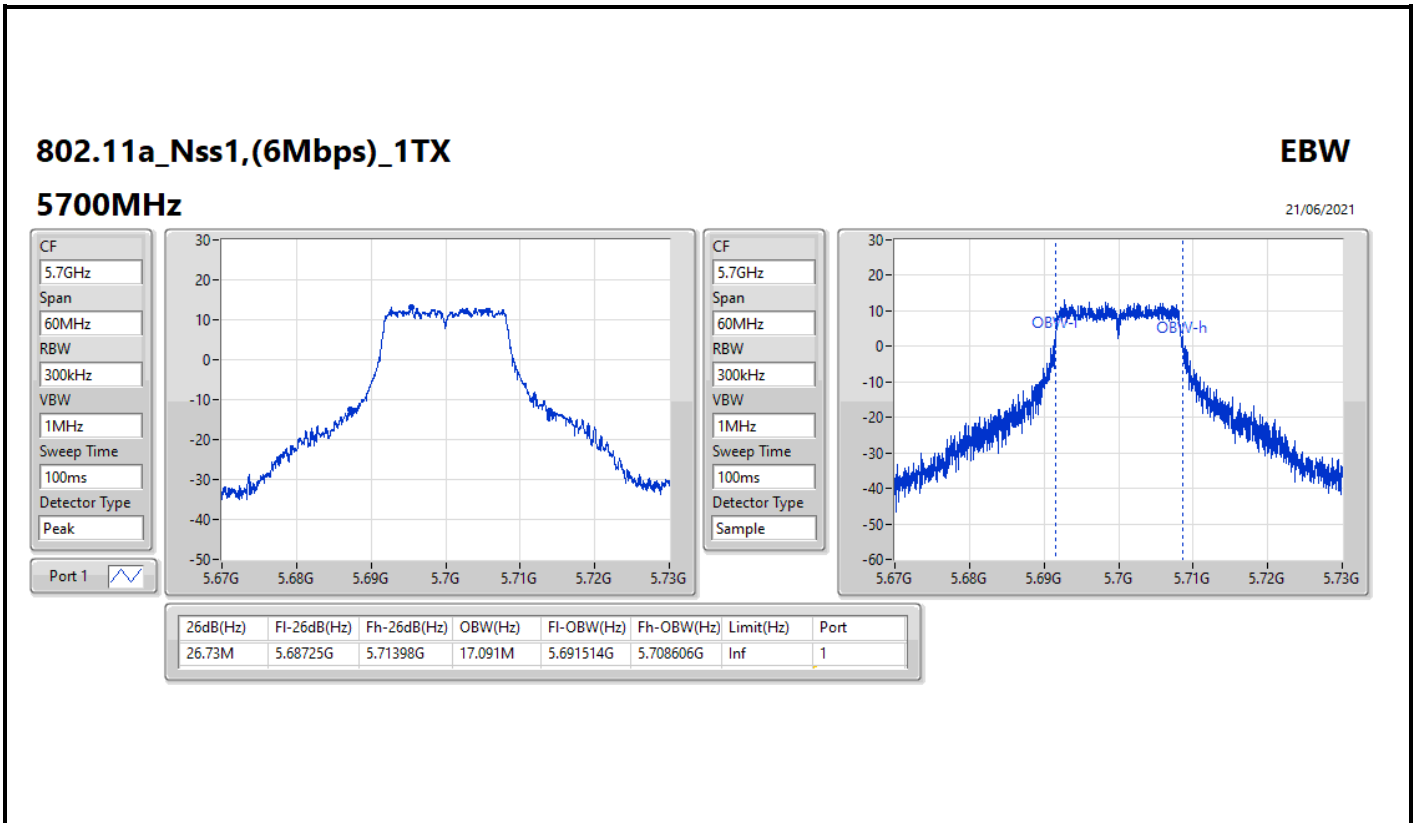 802.11a_Nss1,(6Mbps)_1TX
EBW
5700MHz
21/06/2021
CF
5.7GHz
Span
60MHz
RBW
300kHz
VBW
1MHz
Sweep Time
100ms
Detector Type
Peak
Port 1
30
20
10
0
-10
-20
-30
-40
-50
5.67G 5.68G 5.69G 5.7G 5.71G 5.72G 5.73G
CF
5.7GHz
Span
60MHz
RBW
300kHz
VBW
1MHz
Sweep Time
100ms
Detector Type
Sample
30
20
10
0
-10
-20
-30
-40
-50
-60
OBW-l
OBW-h
5.67G 5.68G 5.69G 5.7G 5.71G 5.72G 5.73G
26dB(Hz) Fl-26dB(Hz) Fh-26dB(Hz) OBW(Hz) Fl-OBW(Hz) Fh-OBW(Hz) Limit(Hz) Port
26.73M 5.68725G 5.71398G 17.091M 5.691514G 5.708606G Inf 1